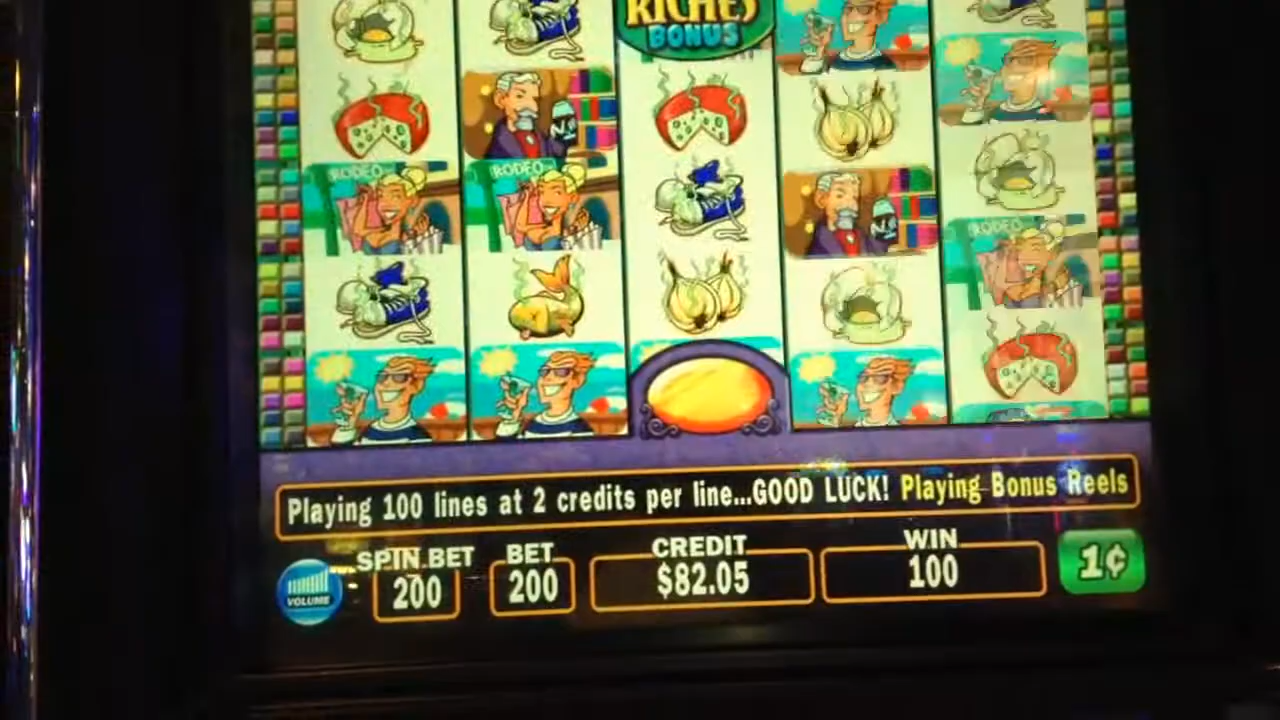 RICHES
BONUS
RODEO
RODEO
RODEO
Playing 100 lines at 2 credits per line...GOOD LUCK! Playing Bonus Reels
SPIN BET
BET
CREDIT
WIN
200
200
$82.05
100
1¢
VOLUME